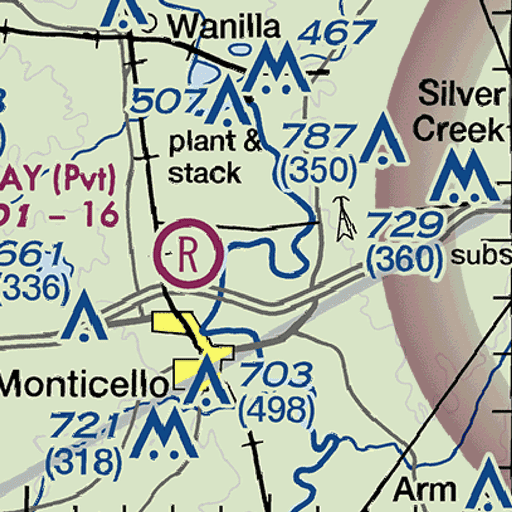 Wanilla
467
507
plant &
stack
787
(350)
Silver
Creek
AY (Pvt)
01 – 16
R
729
(360)
subs
661
(336)
Monticello
703
(498)
721
(318)
Arm